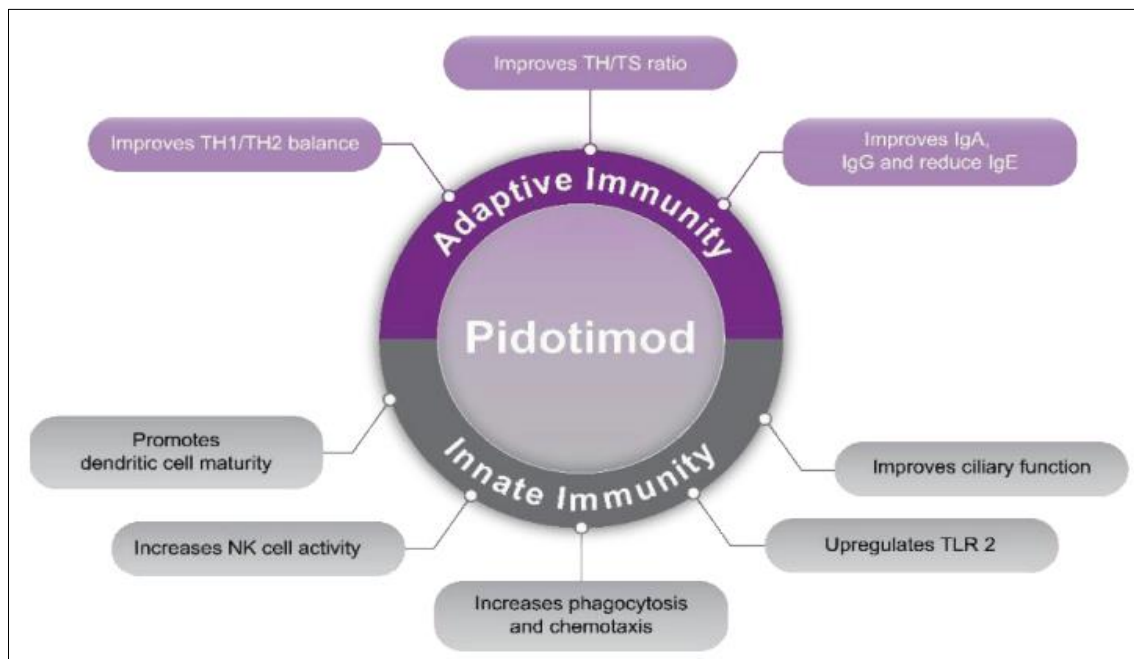 Improves TH/TS ratio
Improves TH1/TH2 balance
Improves IgA,
IgG and reduce IgE
Adaptive Immunity
Pidotimod
Innate Immunity
Promotes
dendritic cell maturity
Improves ciliary function
Increases NK cell activity
Upregulates TLR 2
Increases phagocytosis
and chemotaxis